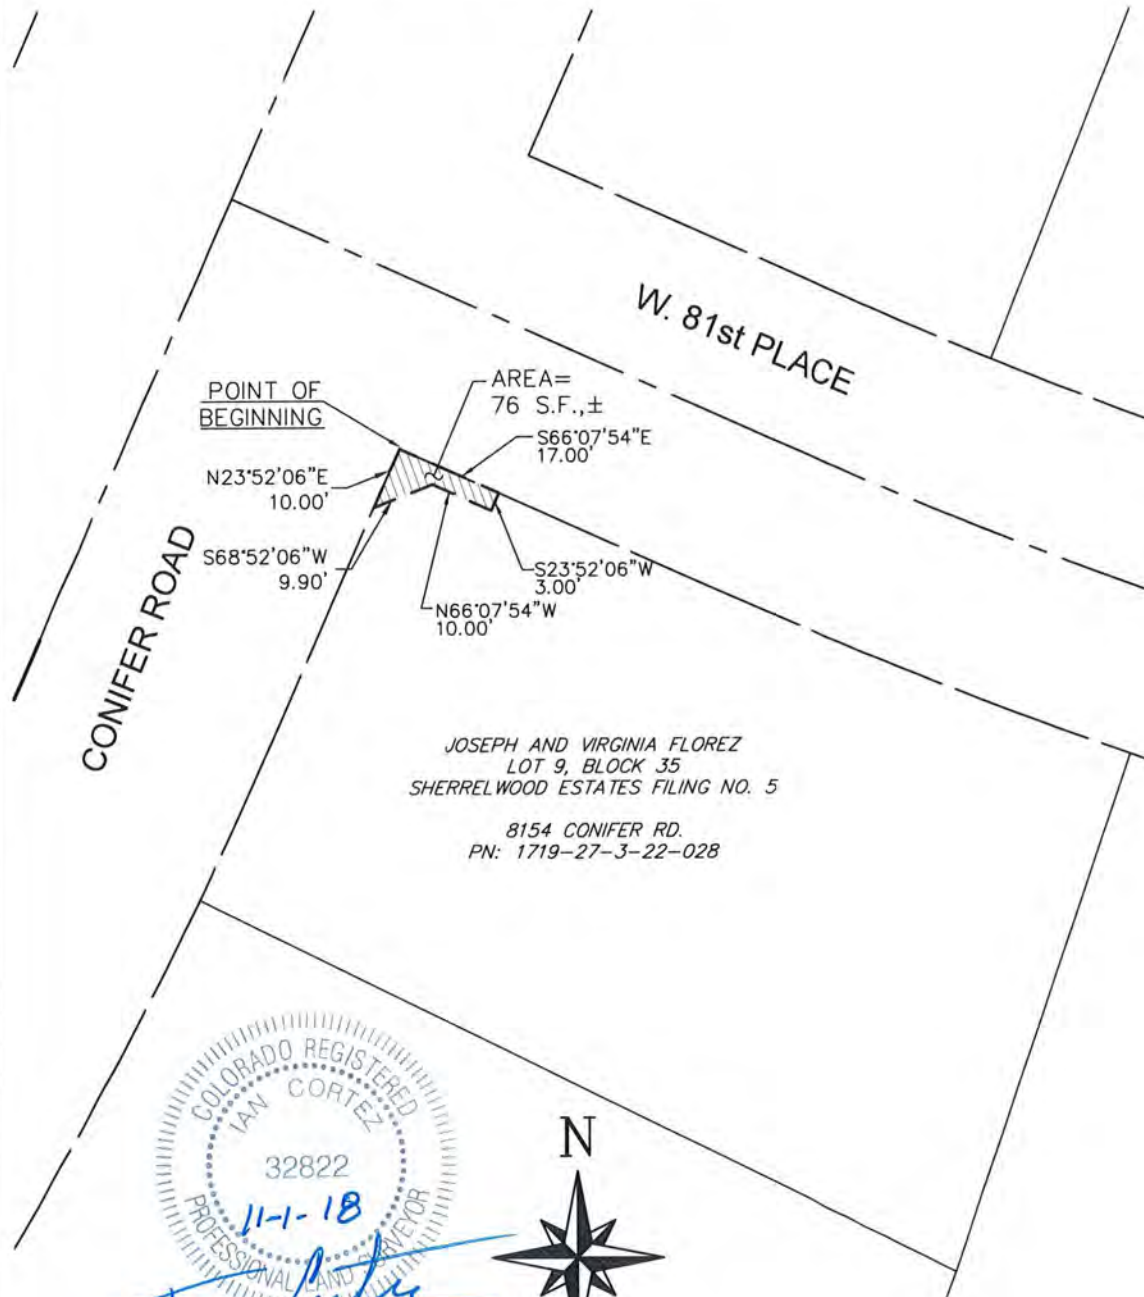 W. 81st PLACE
POINT OF
BEGINNING
AREA=
76 S.F.,±
S66°07'54"E
17.00'
N23°52'06"E
10.00'
S68°52'06"W
9.90'
S23°52'06"W
3.00'
N66°07'54"W
10.00'
CONIFER ROAD
JOSEPH AND VIRGINIA FLOREZ
LOT 9, BLOCK 35
SHERRELWOOD ESTATES FILING NO. 5
8154 CONIFER RD.
PN: 1719-27-3-22-028
COLORADO REGISTERED
IAN CORTEZ
32822
11-1-18
PROFESSIONAL LAND SURVEYOR
N